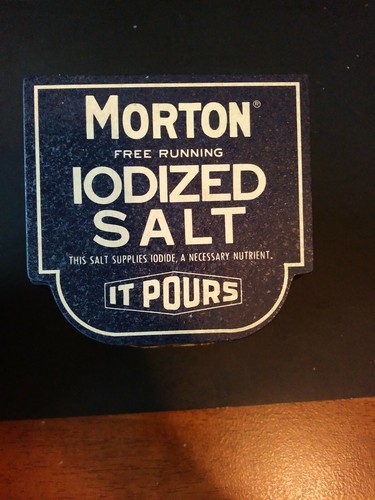 MORTON®
FREE RUNNING
IODIZED
SALT
THIS SALT SUPPLIES IODIDE, A NECESSARY NUTRIENT.
IT POURS